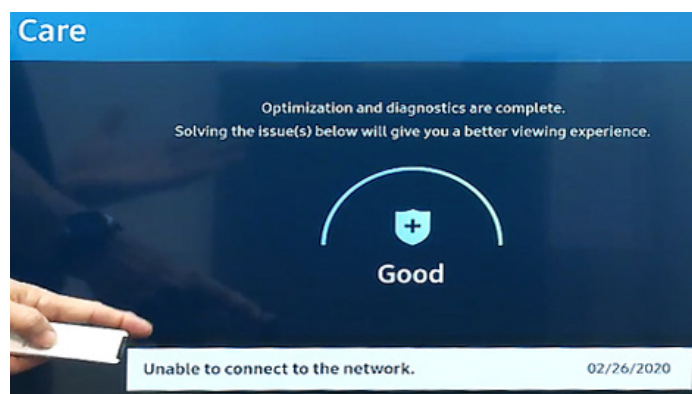 Care
Optimization and diagnostics are complete.
Solving the issue(s) below will give you a better viewing experience.
Good
Unable to connect to the network. 02/26/2020